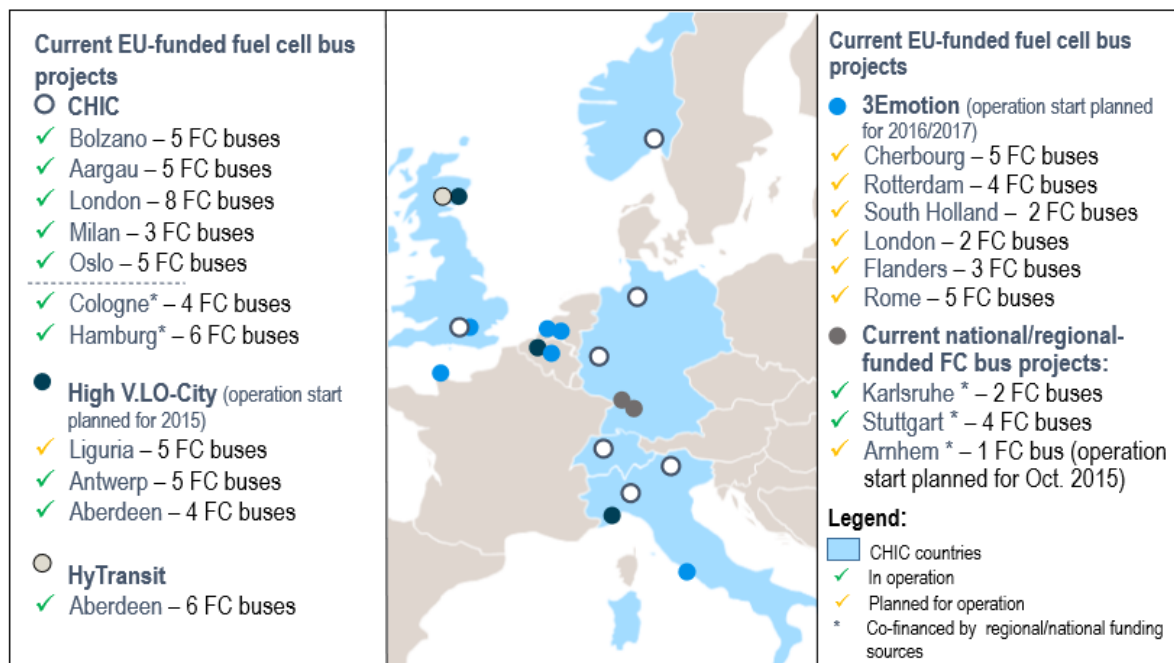 Current EU-funded fuel cell bus
projects
CHIC
✓ Bolzano – 5 FC buses
✓ Aargau – 5 FC buses
✓ London – 8 FC buses
✓ Milan – 3 FC buses
✓ Oslo – 5 FC buses
✓ Cologne* – 4 FC buses
✓ Hamburg* – 6 FC buses
High V.LO-City (operation start
planned for 2015)
✓ Liguria – 5 FC buses
✓ Antwerp – 5 FC buses
✓ Aberdeen – 4 FC buses
HyTransit
✓ Aberdeen – 6 FC buses
Current EU-funded fuel cell bus
projects
3Emotion (operation start planned
for 2016/2017)
✓ Cherbourg – 5 FC buses
✓ Rotterdam – 4 FC buses
✓ South Holland – 2 FC buses
✓ London – 2 FC buses
✓ Flanders – 3 FC buses
✓ Rome – 5 FC buses
Current national/regional-
funded FC bus projects:
✓ Karlsruhe * – 2 FC buses
✓ Stuttgart * – 4 FC buses
✓ Arnhem * – 1 FC bus (operation
start planned for Oct. 2015)
Legend:
CHIC countries
✓ In operation
✓ Planned for operation
* Co-financed by regional/national funding
sources